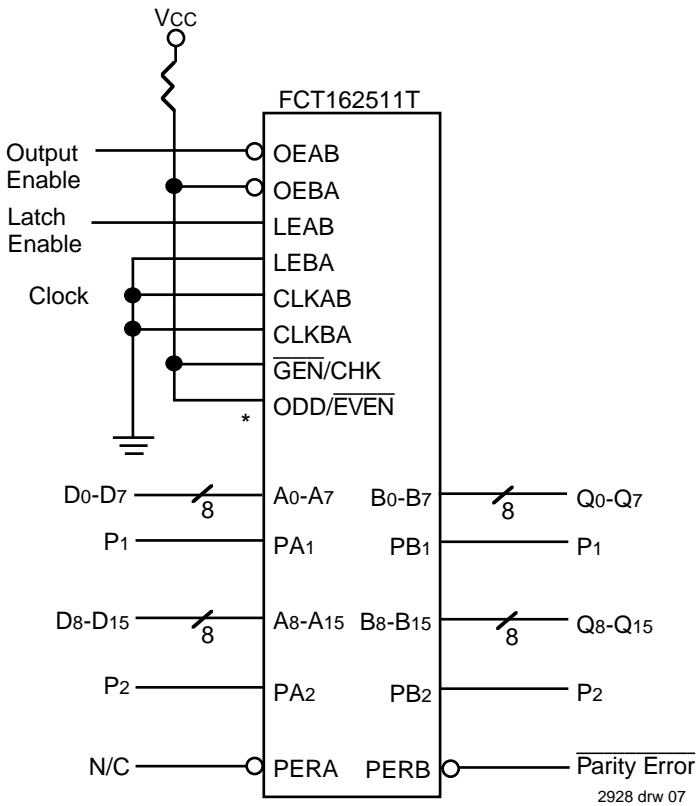 VCC
FCT162511T
Output
Enable
OEAB
OEBA
Latch
Enable
LEAB
LEBA
Clock
CLKAB
CLKBA
GEN/CHK
* ODD/EVEN
D0-D7 8 A0-A7 B0-B7 8 Q0-Q7
P1 PA1 PB1 P1
D8-D15 8 A8-A15 B8-B15 8 Q8-Q15
P2 PA2 PB2 P2
N/C PERA PERB Parity Error
2928 drw 07